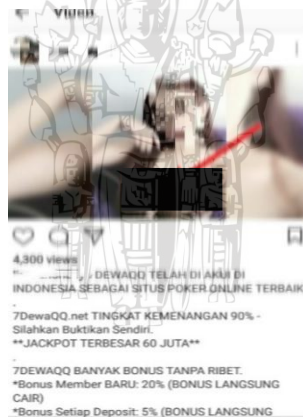 Video
4,300 views
DEWAQQ TELAH DI AKUI DI
INDONESIA SEBAGAI SITUS POKER ONLINE TERBAIK
.
7DewaQQ.net TINGKAT KEMENANGAN 90% -
Silahkan Buktikan Sendiri.
**JACKPOT TERBESAR 60 JUTA**
.
7DEWAQQ BANYAK BONUS TANPA RIBET.
*Bonus Member BARU: 20% (BONUS LANGSUNG
CAIR)
*Bonus Setiap Deposit: 5% (BONUS LANGSUNG